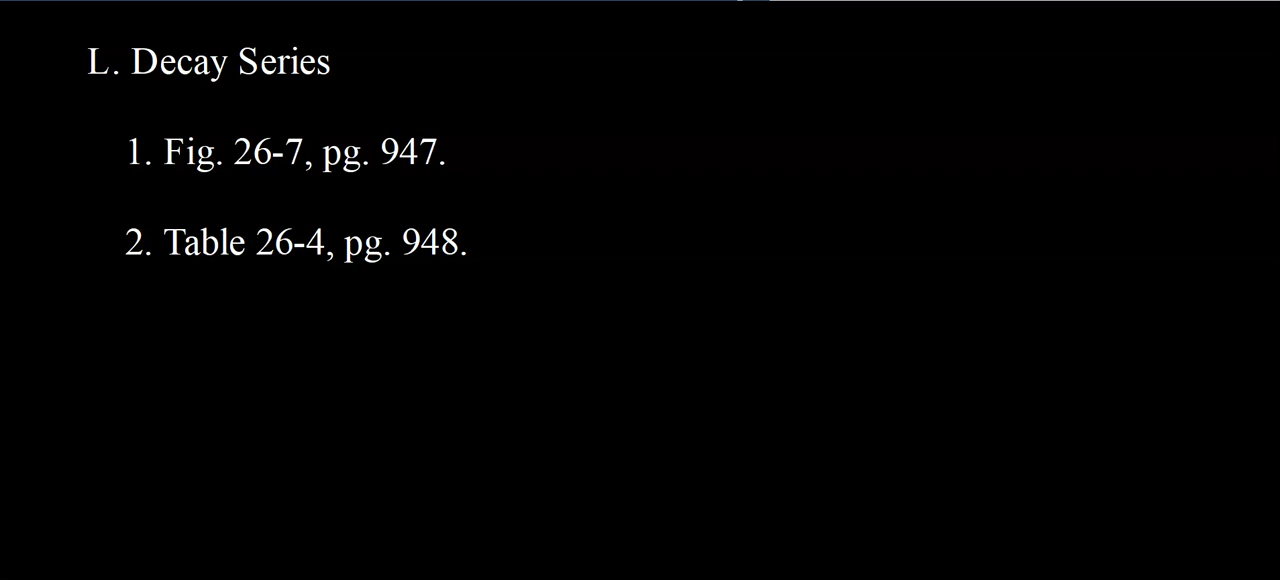 L. Decay Series
1. Fig. 26-7, pg. 947.
2. Table 26-4, pg. 948.